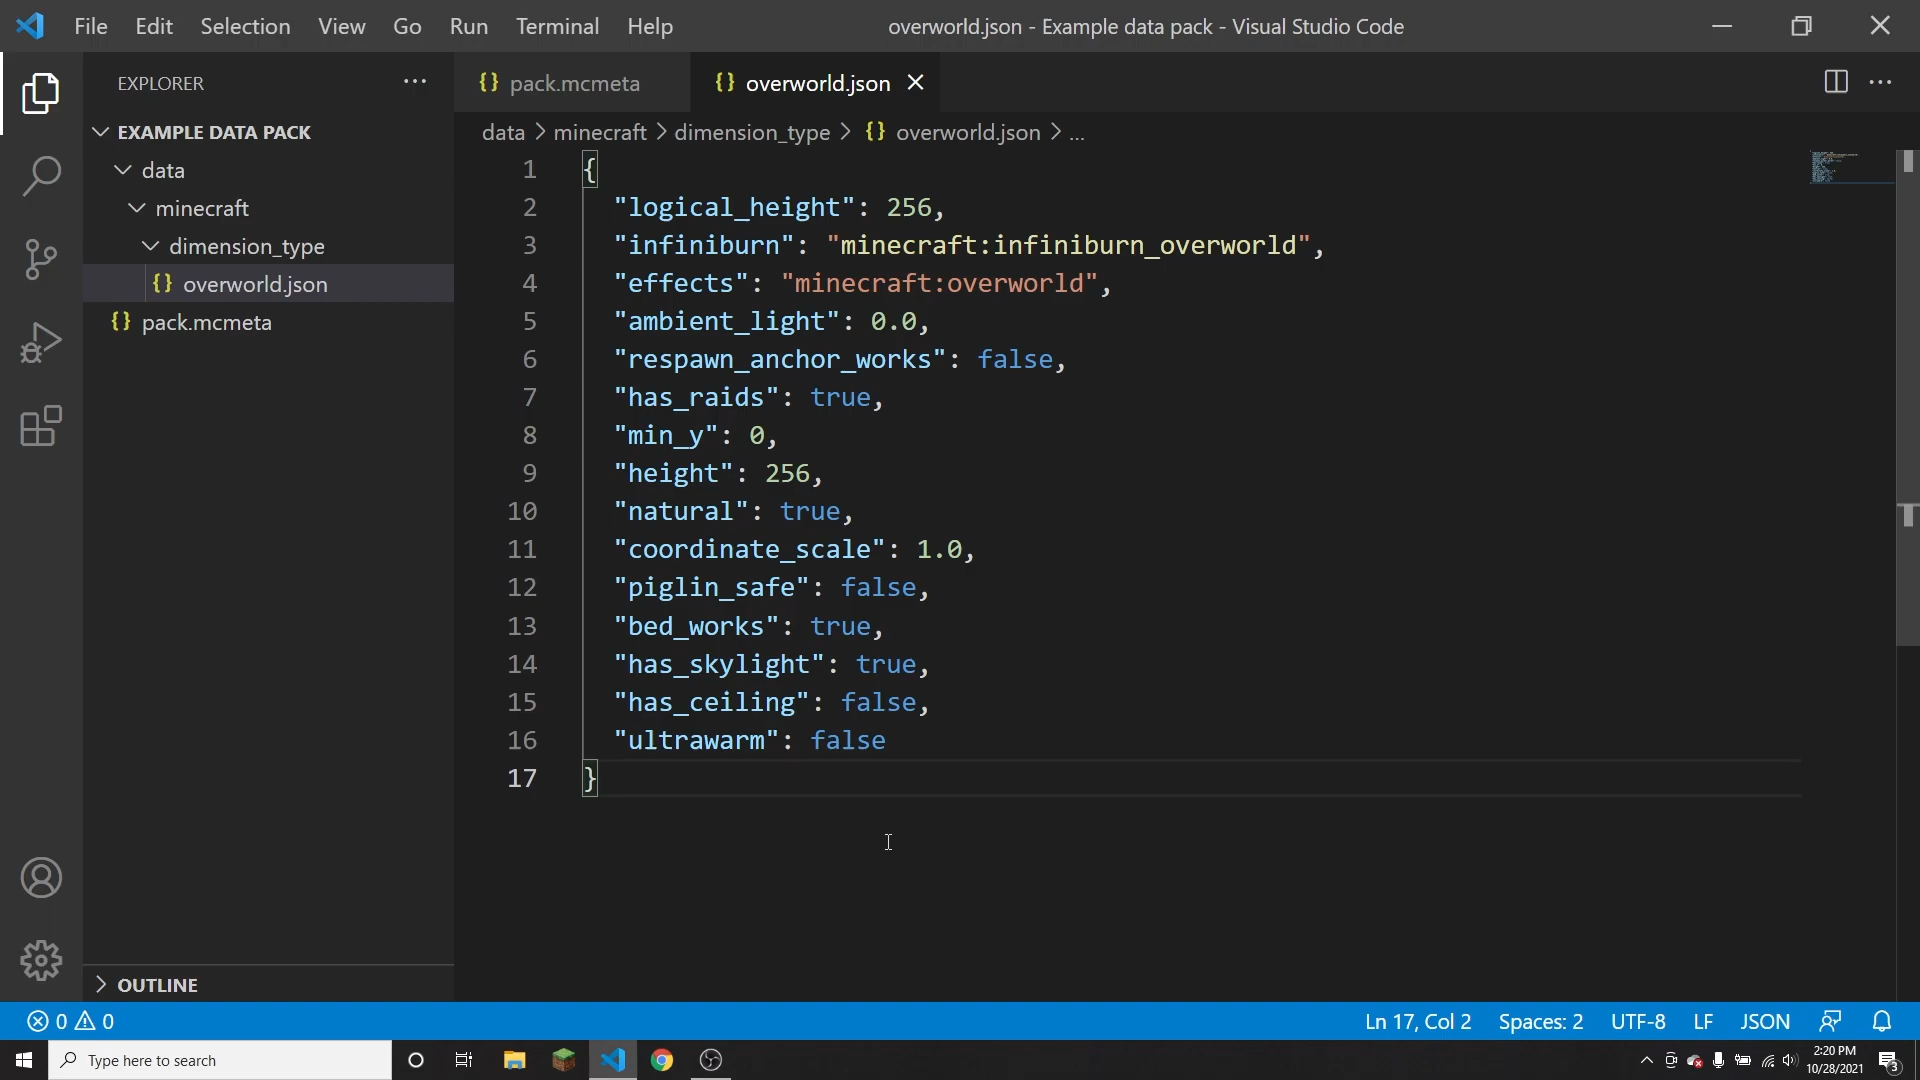 File Edit Selection View Go Run Terminal Help
overworld.json - Example data pack - Visual Studio Code
EXPLORER
EXAMPLE DATA PACK
data
minecraft
dimension_type
{} overworld.json
{} pack.mcmeta
OUTLINE
{} pack.mcmeta
{} overworld.json
data > minecraft > dimension_type > {} overworld.json > ...
1 {
2 "logical_height": 256,
3 "infiniburn": "minecraft:infiniburn_overworld",
4 "effects": "minecraft:overworld",
5 "ambient_light": 0.0,
6 "respawn_anchor_works": false,
7 "has_raids": true,
8 "min_y": 0,
9 "height": 256,
10 "natural": true,
11 "coordinate_scale": 1.0,
12 "piglin_safe": false,
13 "bed_works": true,
14 "has_skylight": true,
15 "has_ceiling": false,
16 "ultrawarm": false
17 }
0 0
Ln 17, Col 2 Spaces: 2 UTF-8 LF JSON
Type here to search
2:20 PM
10/28/2021
3